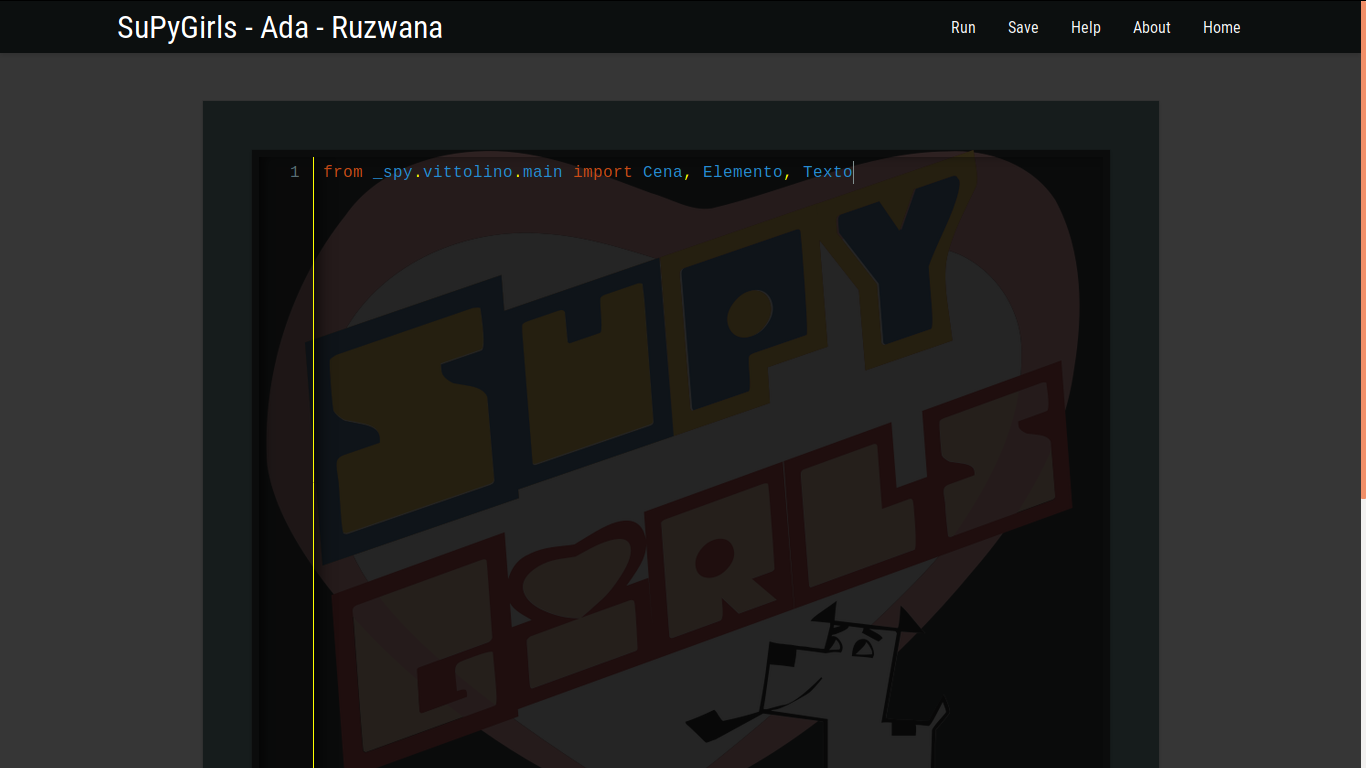 SuPyGirls - Ada - Ruzwana
Run Save Help About Home
1 from _spy.vittolino.main import Cena, Elemento, Texto
SUPY
GIRLS